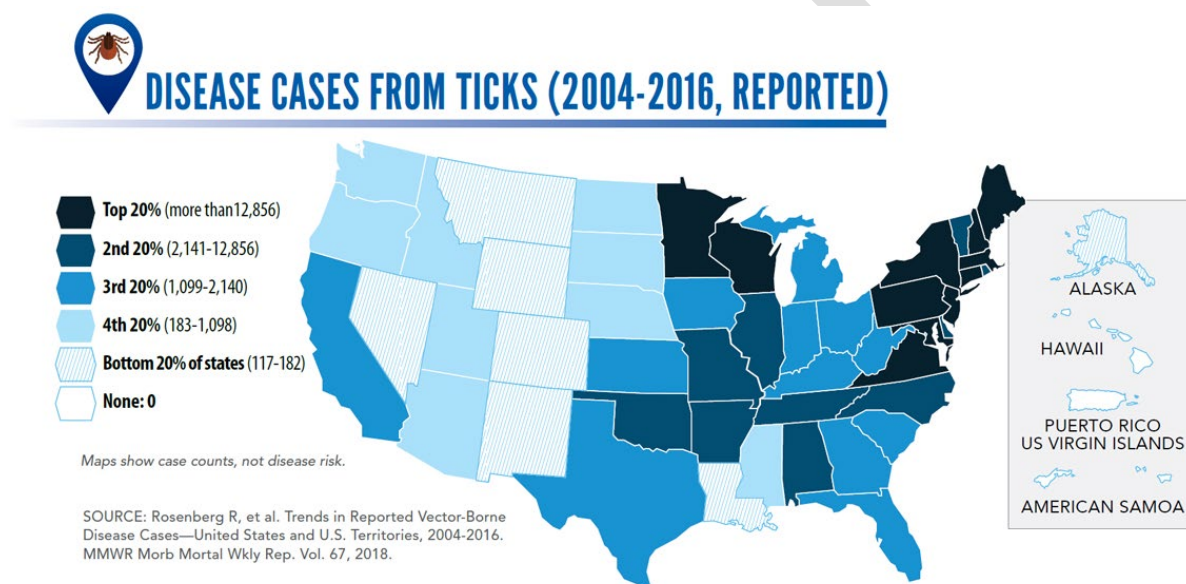 DISEASE CASES FROM TICKS (2004-2016, REPORTED)
Top 20% (more than12,856)
2nd 20% (2,141-12,856)
3rd 20% (1,099-2,140)
4th 20% (183-1,098)
Bottom 20% of states (117-182)
None: 0
Maps show case counts, not disease risk.
SOURCE: Rosenberg R, et al. Trends in Reported Vector-Borne
Disease Cases—United States and U.S. Territories, 2004-2016.
MMWR Morb Mortal Wkly Rep. Vol. 67, 2018.
ALASKA
HAWAII
PUERTO RICO
US VIRGIN ISLANDS
AMERICAN SAMOA